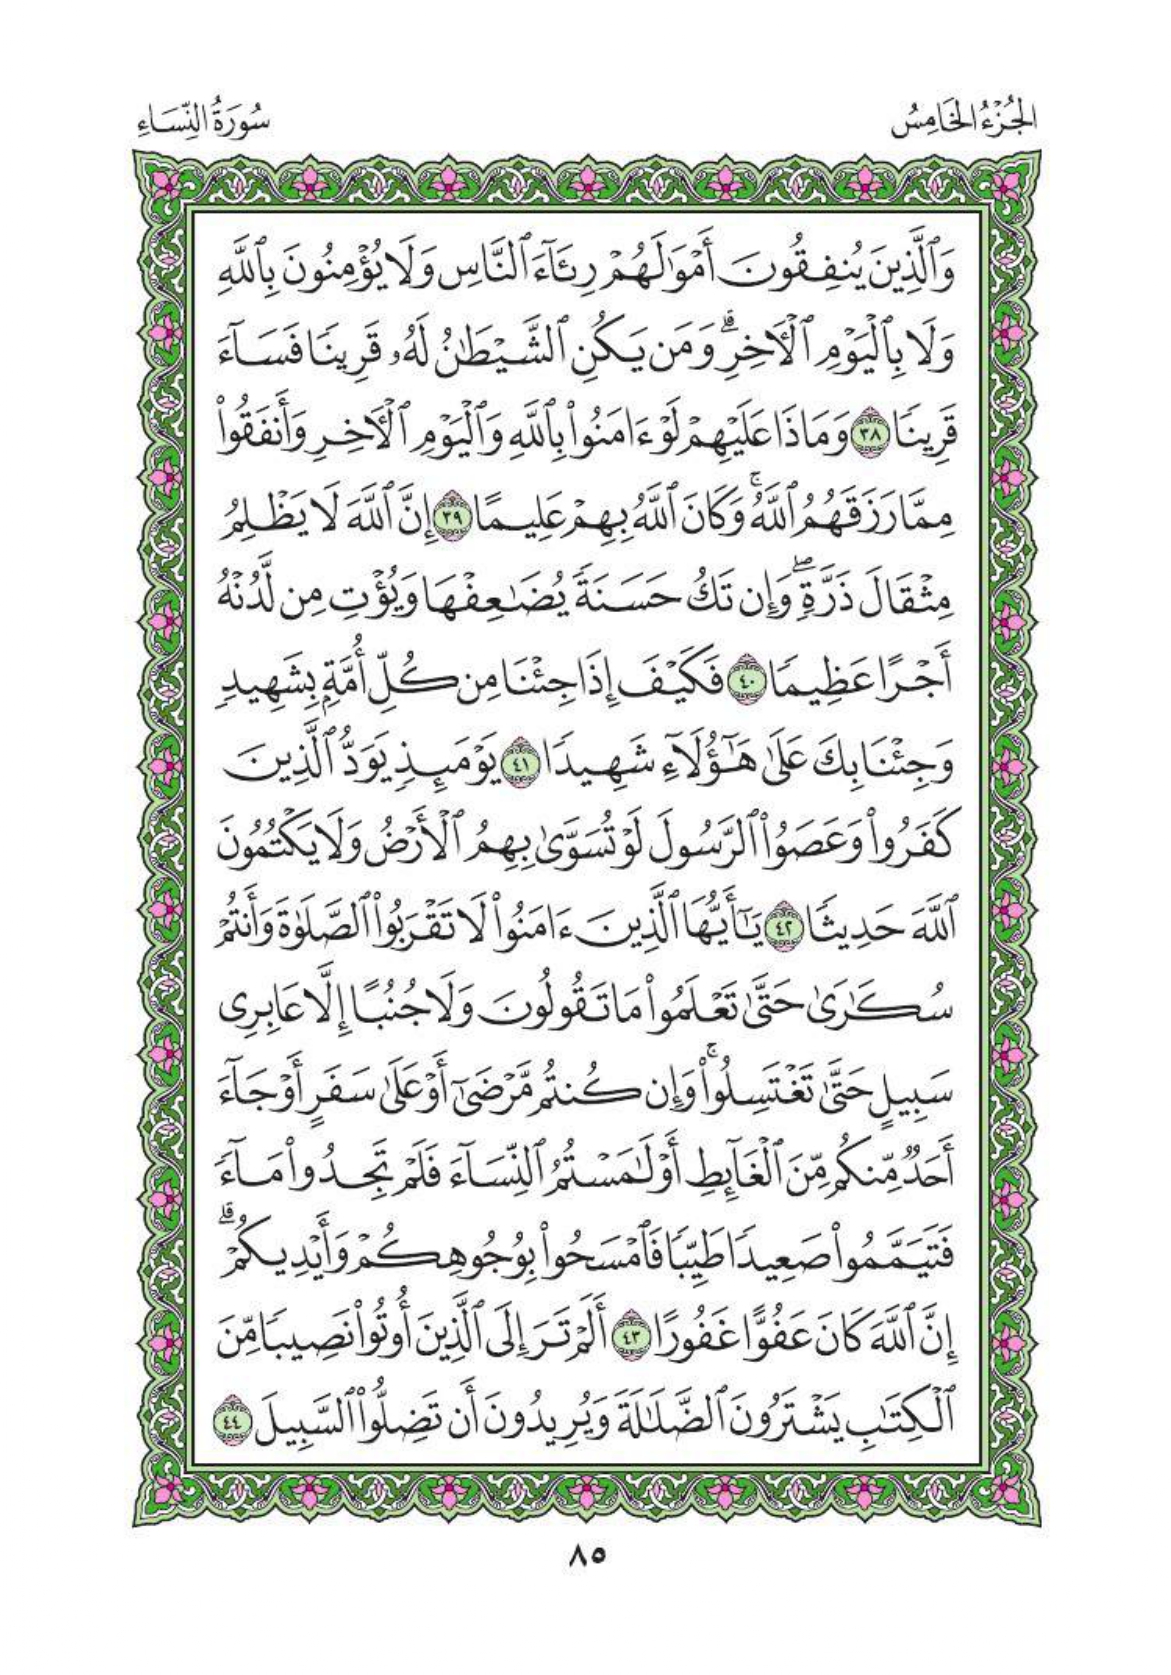 الجُزْءُ الخَامِسُ
سُورَةُ النِّسَاءِ
وَٱلَّذِينَ يُنفِقُونَ أَمْوَٰلَهُمْ رِئَآءَ ٱلنَّاسِ وَلَا يُؤْمِنُونَ بِٱللَّهِ
وَلَا بِٱلْيَوْمِ ٱلْأَخِرِۗ وَمَن يَكُنِ ٱلشَّيْطَٰنُ لَهُۥ قَرِينًا فَسَآءَ
قَرِينًا ٣٨ وَمَاذَا عَلَيْهِمْ لَوْ ءَامَنُوا۟ بِٱللَّهِ وَٱلْيَوْمِ ٱلْأَخِرِ وَأَنفَقُوا۟
مِمَّا رَزَقَهُمُ ٱللَّهُۚ وَكَانَ ٱللَّهُ بِهِمْ عَلِيمًا ٣٩ إِنَّ ٱللَّهَ لَا يَظْلِمُ
مِثْقَالَ ذَرَّةٍۖ وَإِن تَكُ حَسَنَةً يُضَٰعِفْهَا وَيُؤْتِ مِن لَّدُنْهُ
أَجْرًا عَظِيمًا ٤٠ فَكَيْفَ إِذَا جِئْنَا مِن كُلِّ أُمَّةٍۭ بِشَهِيدٍ
وَجِئْنَا بِكَ عَلَىٰ هَٰٓؤُلَآءِ شَهِيدًا ٤١ يَوْمَئِذٍ يَوَدُّ ٱلَّذِينَ
كَفَرُوا۟ وَعَصَوُا۟ ٱلرَّسُولَ لَوْ تُسَوَّىٰ بِهِمُ ٱلْأَرْضُ وَلَا يَكْتُمُونَ
ٱللَّهَ حَدِيثًا ٤٢ يَٰٓأَيُّهَا ٱلَّذِينَ ءَامَنُوا۟ لَا تَقْرَبُوا۟ ٱلصَّلَوٰةَ وَأَنتُمْ
سُكَٰرَىٰ حَتَّىٰ تَعْلَمُوا۟ مَا تَقُولُونَ وَلَا جُنُبًا إِلَّا عَابِرِى
سَبِيلٍ حَتَّىٰ تَغْتَسِلُوا۟ۚ وَإِن كُنتُم مَّرْضَىٰٓ أَوْ عَلَىٰ سَفَرٍ أَوْ جَآءَ
أَحَدٌ مِّنكُم مِّنَ ٱلْغَآئِطِ أَوْ لَٰمَسْتُمُ ٱلنِّسَآءَ فَلَمْ تَجِدُوا۟ مَآءً
فَتَيَمَّمُوا۟ صَعِيدًا طَيِّبًا فَٱمْسَحُوا۟ بِوُجُوهِكُمْ وَأَيْدِيكُمْۗ
إِنَّ ٱللَّهَ كَانَ عَفُوًّا غَفُورًا ٤٣ أَلَمْ تَرَ إِلَى ٱلَّذِينَ أُوتُوا۟ نَصِيبًا مِّنَ
ٱلْكِتَٰبِ يَشْتَرُونَ ٱلضَّلَٰلَةَ وَيُرِيدُونَ أَن تَضِلُّوا۟ ٱلسَّبِيلَ ٤٤
٨٥